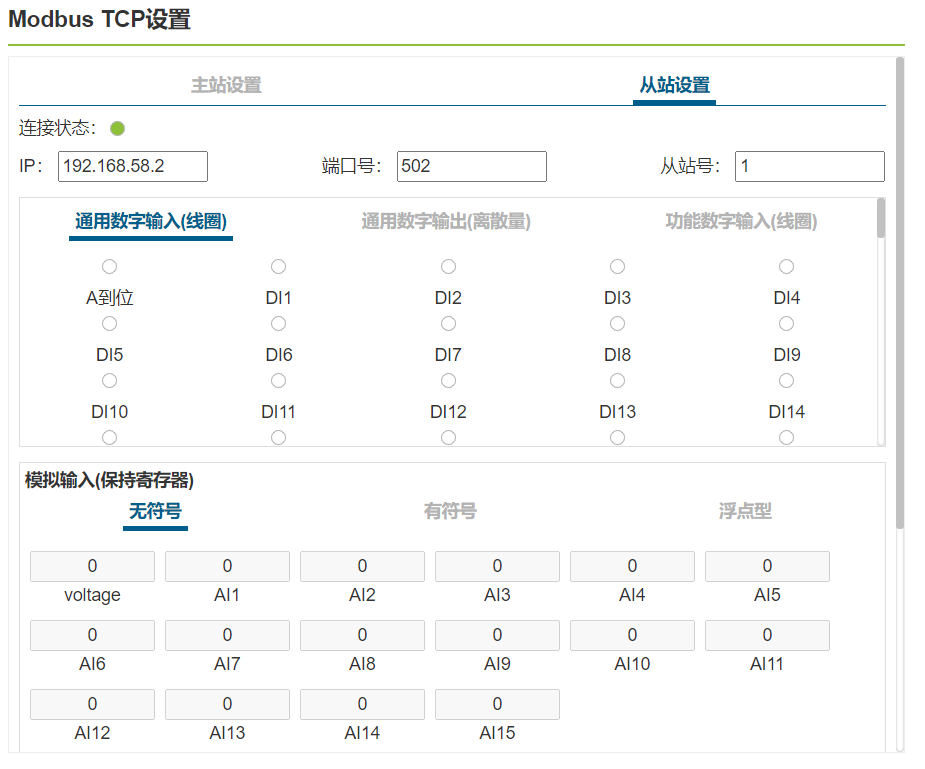 Modbus TCP设置
主站设置 从站设置
连接状态：
IP： 192.168.58.2 端口号： 502 从站号： 1
通用数字输入(线圈) 通用数字输出(离散量) 功能数字输入(线圈)
A到位 DI1 DI2 DI3 DI4
DI5 DI6 DI7 DI8 DI9
DI10 DI11 DI12 DI13 DI14
模拟输入(保持寄存器)
无符号 有符号 浮点型
0 0 0 0 0 0
voltage AI1 AI2 AI3 AI4 AI5
0 0 0 0 0 0
AI6 AI7 AI8 AI9 AI10 AI11
0 0 0 0
AI12 AI13 AI14 AI15